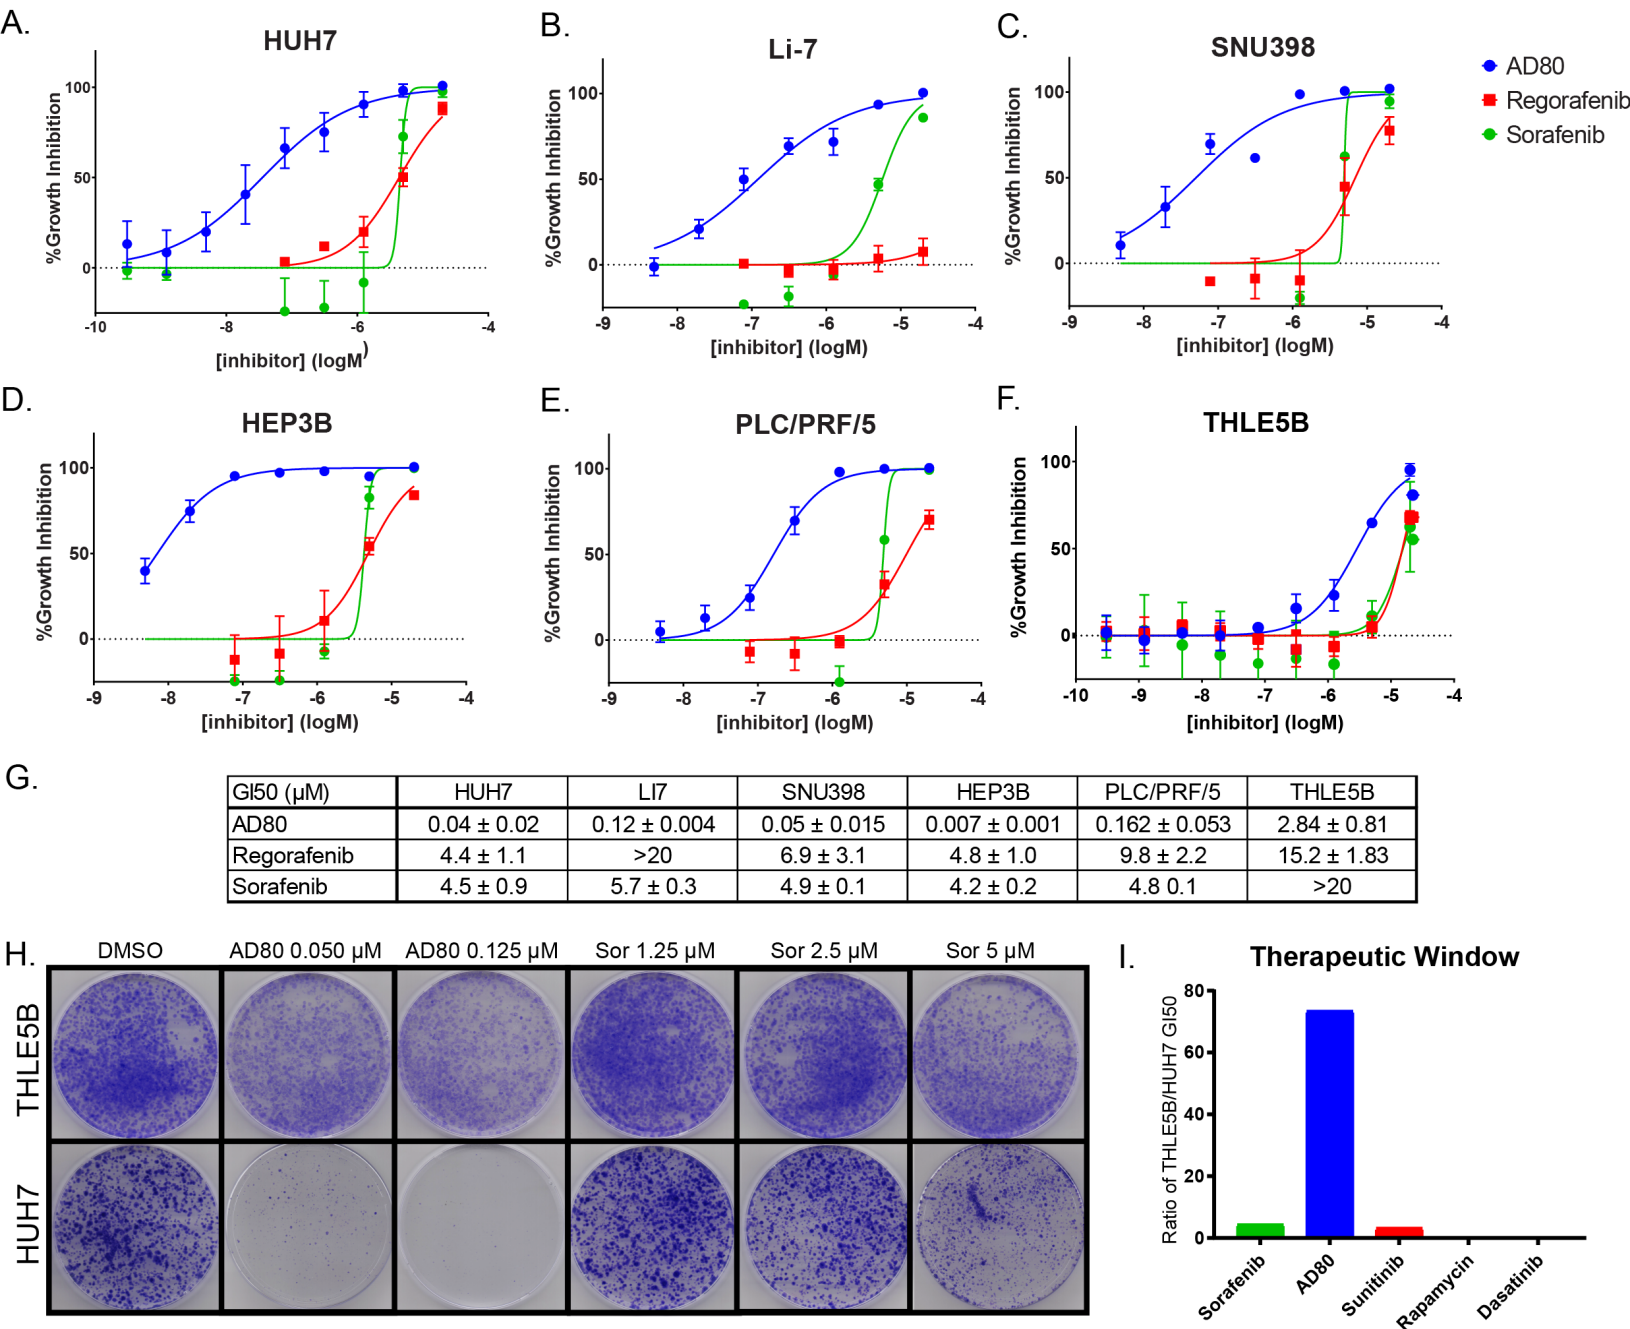 A.
HUH7
%Growth Inhibition
100
50
0
-10
-8
-6
-4
[inhibitor] (logM)
B.
Li-7
%Growth Inhibition
100
50
0
-9
-8
-7
-6
-5
-4
[inhibitor] (logM)
C.
SNU398
%Growth Inhibition
100
50
0
-9
-8
-7
-6
-5
-4
[inhibitor] (logM)
AD80
Regorafenib
Sorafenib
D.
HEP3B
%Growth Inhibition
100
50
0
-9
-8
-7
-6
-5
-4
[inhibitor] (logM)
E.
PLC/PRF/5
%Growth Inhibition
100
50
0
-9
-8
-7
-6
-5
-4
[inhibitor] (logM)
F.
THLE5B
%Growth Inhibition
100
50
0
-10
-9
-8
-7
-6
-5
-4
[inhibitor] (logM)
G.
GI50 (µM) HUH7 LI7 SNU398 HEP3B PLC/PRF/5 THLE5B
AD80 0.04 ± 0.02 0.12 ± 0.004 0.05 ± 0.015 0.007 ± 0.001 0.162 ± 0.053 2.84 ± 0.81
Regorafenib 4.4 ± 1.1 >20 6.9 ± 3.1 4.8 ± 1.0 9.8 ± 2.2 15.2 ± 1.83
Sorafenib 4.5 ± 0.9 5.7 ± 0.3 4.9 ± 0.1 4.2 ± 0.2 4.8 0.1 >20
H.
DMSO AD80 0.050 µM AD80 0.125 µM Sor 1.25 µM Sor 2.5 µM Sor 5 µM
THLE5B
HUH7
I.
Therapeutic Window
Ratio of THLE5B/HUH7 GI50
80
60
40
20
0
Sorafenib
AD80
Sunitinib
Rapamycin
Dasatinib